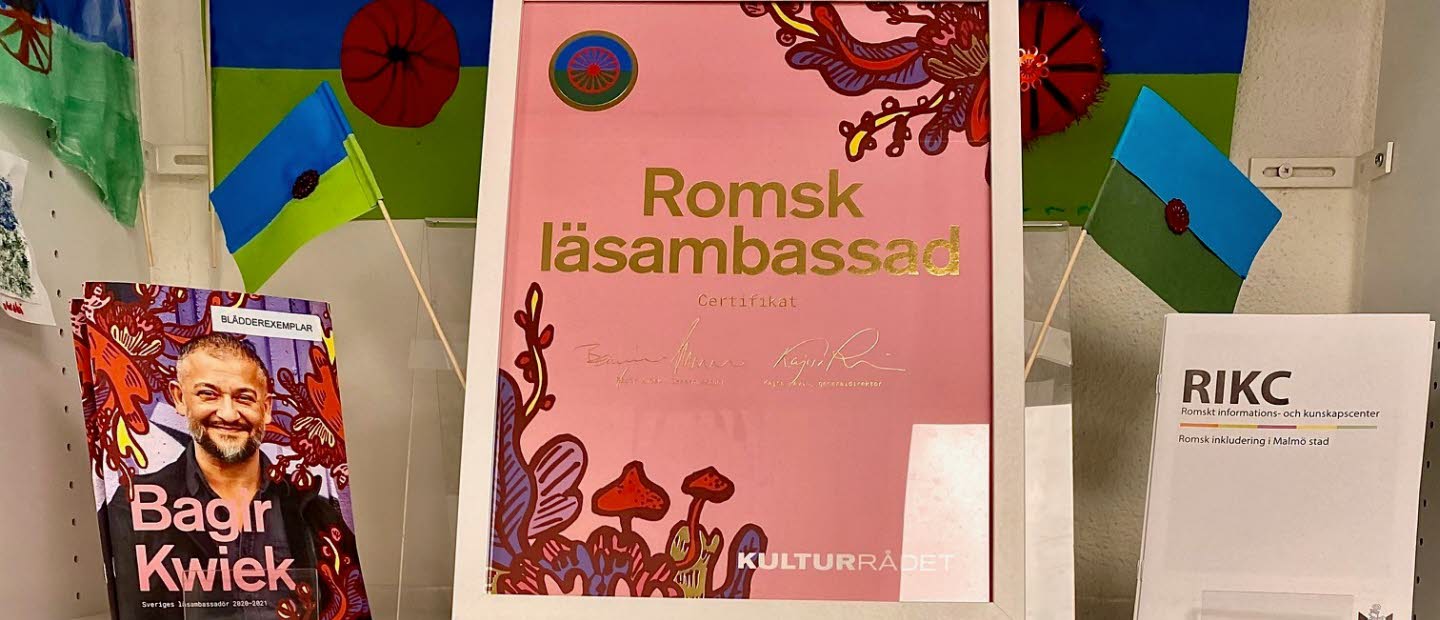 Romsk
läsambassad
Certifikat
generaldirektör
KULTURRÅDET
BLÄDDEREXEMPLAR
Bagir
Kwiek
Sveriges läsambassadör 2020-2021
RIKC
Romskt informations- och kunskapscenter
Romsk inkludering i Malmö stad